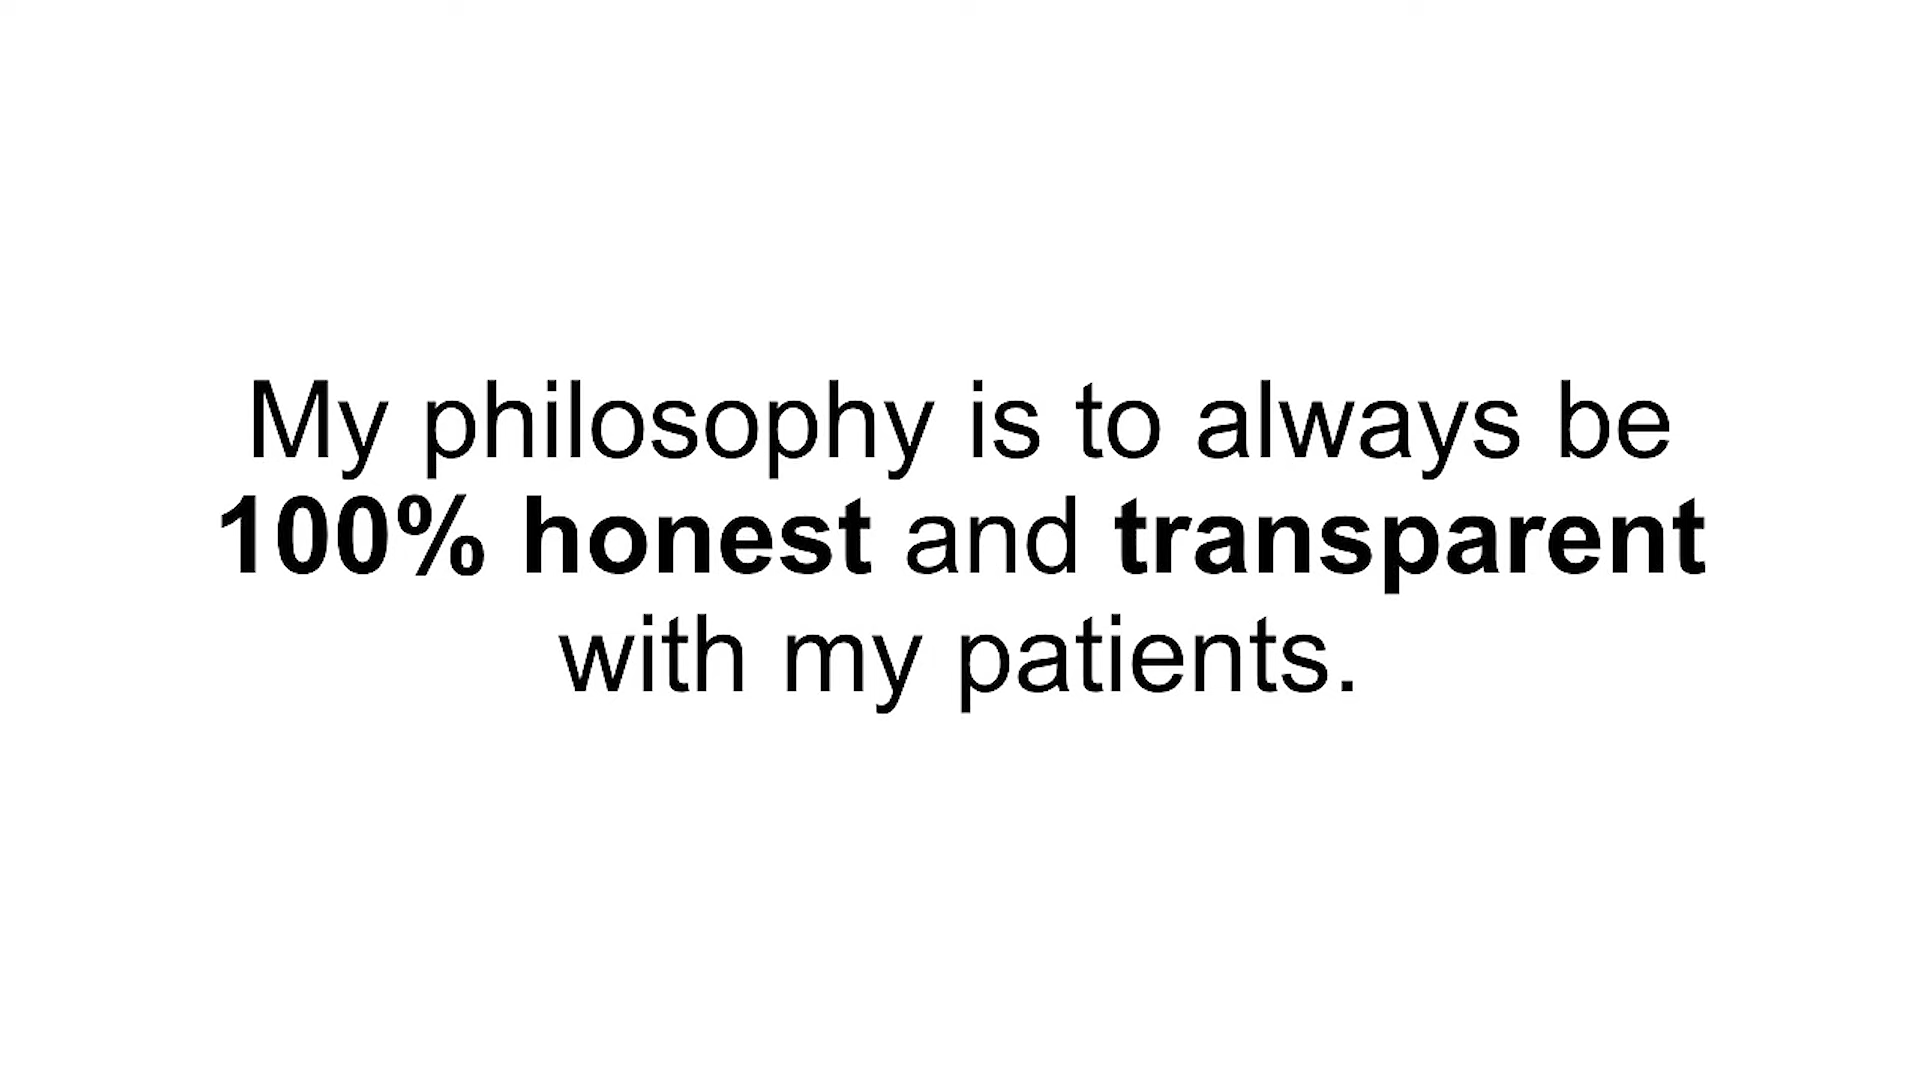 My philosophy is to always be
100% honest and transparent
with my patients.